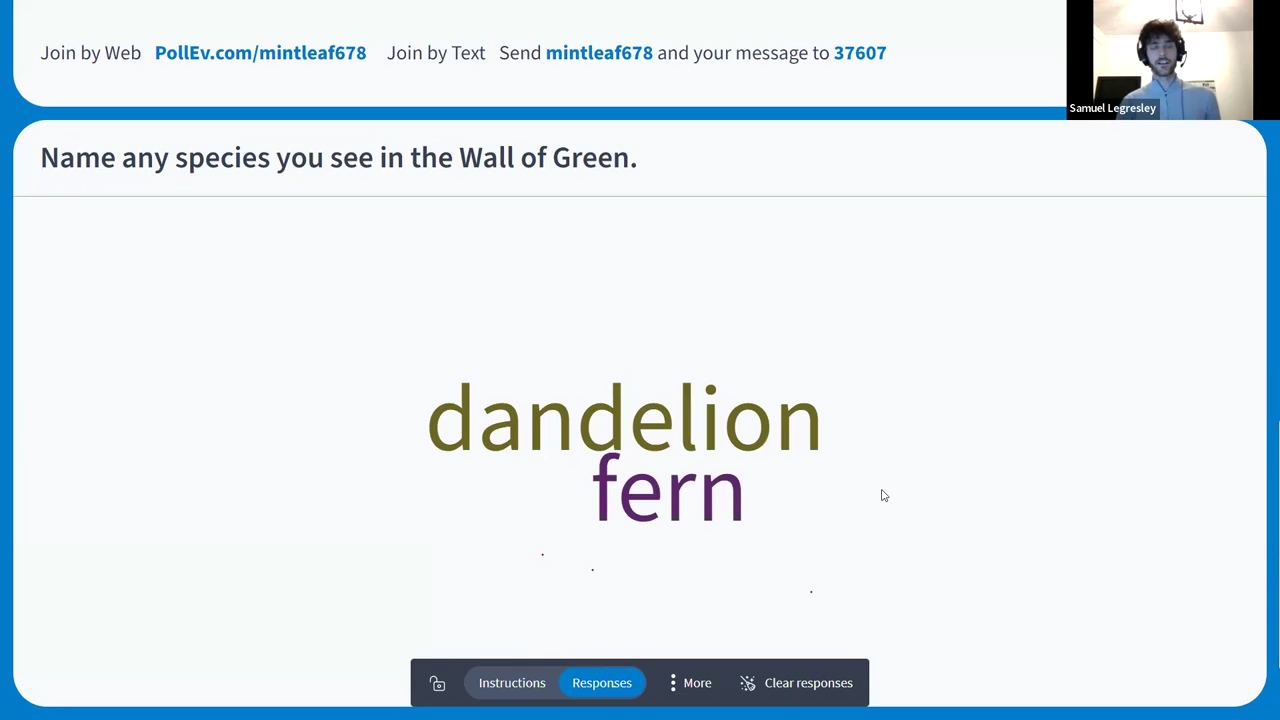 Join by Web PollEv.com/mintleaf678 Join by Text Send mintleaf678 and your message to 37607
Samuel Legresley
Name any species you see in the Wall of Green.
dandelion
fern
Instructions Responses More Clear responses